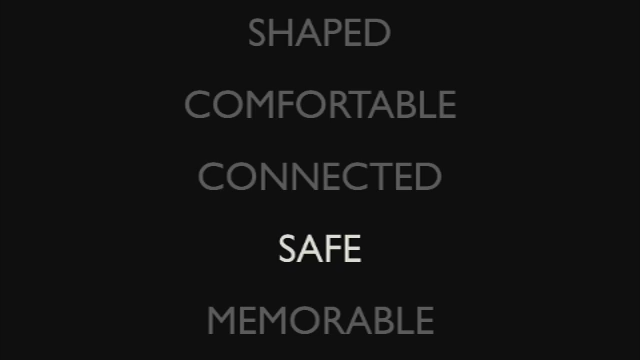 SHAPED
COMFORTABLE
CONNECTED
SAFE
MEMORABLE